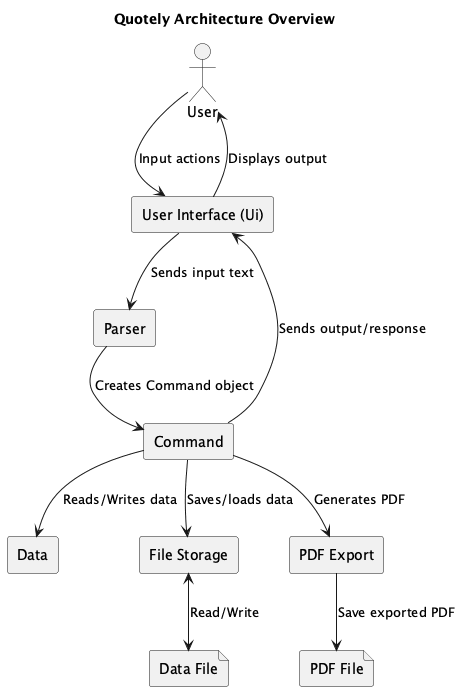 Quotely Architecture Overview
User
Input actions
Displays output
User Interface (Ui)
Sends input text
Parser
Sends output/response
Creates Command object
Command
Reads/Writes data
Saves/loads data
Generates PDF
Data
File Storage
PDF Export
Read/Write
Save exported PDF
Data File
PDF File